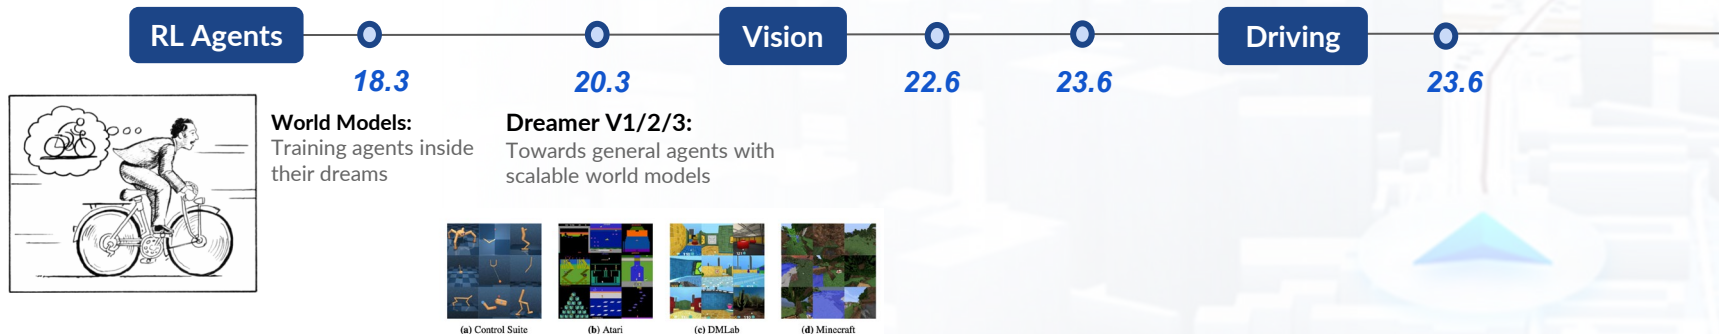 RL Agents
Vision
Driving
18.3
20.3
22.6
23.6
23.6
World Models:
Training agents inside
their dreams
Dreamer V1/2/3:
Towards general agents with
scalable world models
(a) Control Suite
(b) Atari
(c) DMLab
(d) Minecraft